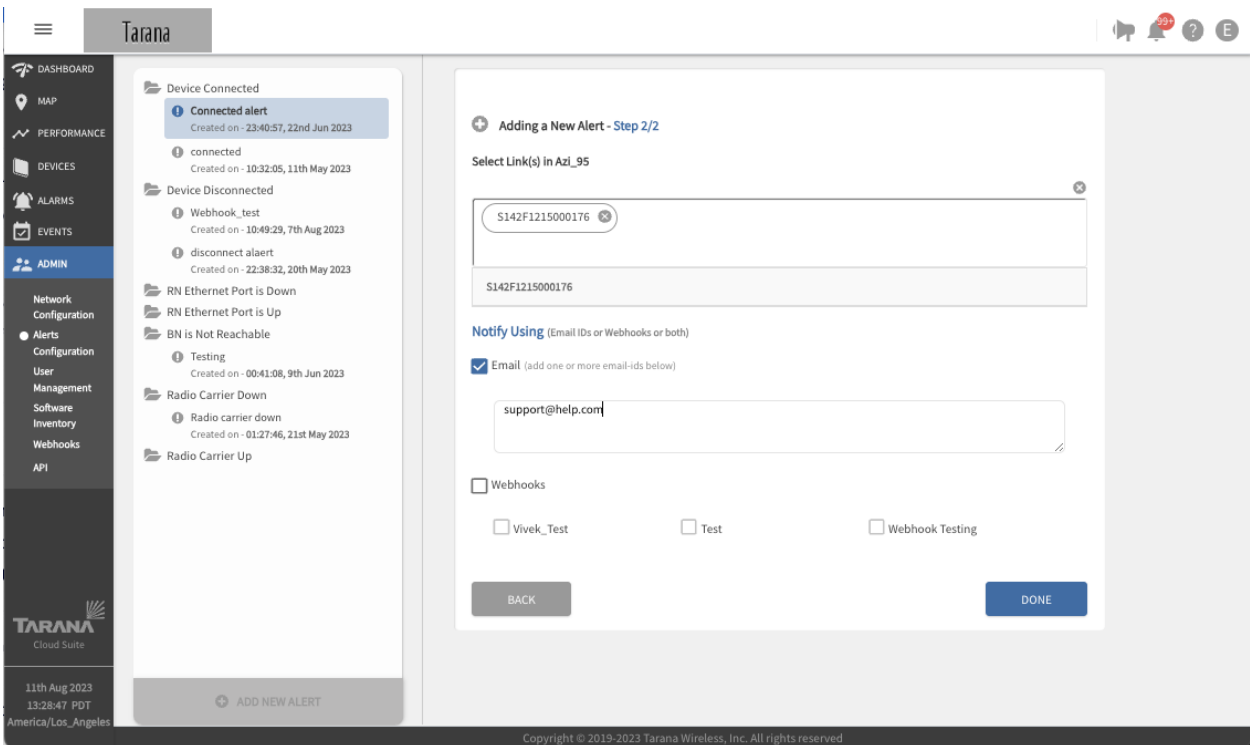 Tarana
99+
?
E
DASHBOARD
MAP
PERFORMANCE
DEVICES
ALARMS
EVENTS
ADMIN
Network
Configuration
Alerts
Configuration
User
Management
Software
Inventory
Webhooks
API
TARANA
Cloud Suite
11th Aug 2023
13:28:47 PDT
America/Los_Angeles
Device Connected
Connected alert
Created on - 23:40:57, 22nd Jun 2023
connected
Created on - 10:32:05, 11th May 2023
Device Disconnected
Webhook_test
Created on - 10:49:29, 7th Aug 2023
disconnect alaert
Created on - 22:38:32, 20th May 2023
RN Ethernet Port is Down
RN Ethernet Port is Up
BN is Not Reachable
Testing
Created on - 00:41:08, 9th Jun 2023
Radio Carrier Down
Radio carrier down
Created on - 01:27:46, 21st May 2023
Radio Carrier Up
ADD NEW ALERT
Adding a New Alert - Step 2/2
Select Link(s) in Azi_95
S142F1215000176
S142F1215000176
Notify Using (Email IDs or Webhooks or both)
Email (add one or more email-ids below)
support@help.com
Webhooks
Vivek_Test
Test
Webhook Testing
BACK
DONE
Copyright © 2019-2023 Tarana Wireless, Inc. All rights reserved